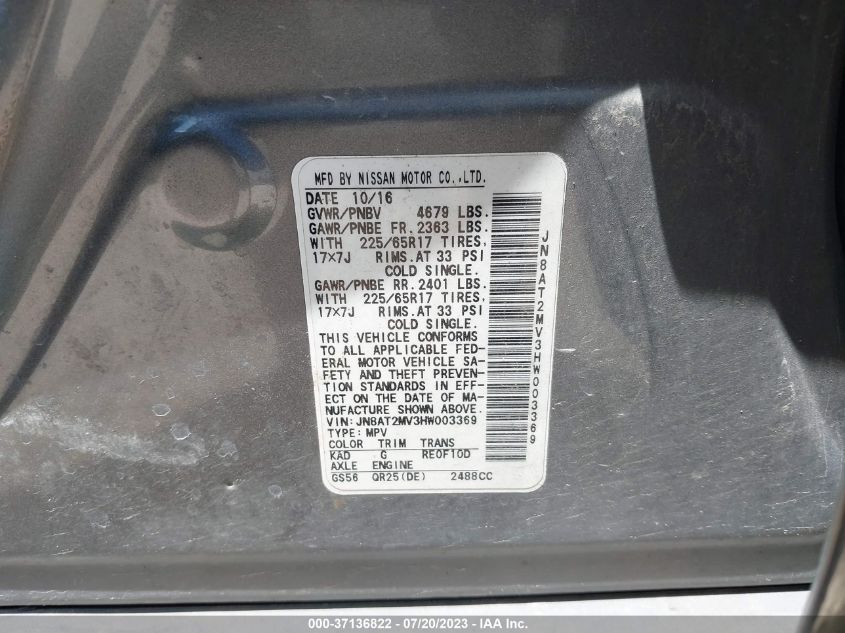 MFD BY NISSAN MOTOR CO.,LTD.
DATE 10/16
GVWR/PNBV 4679 LBS.
GAWR/PNBE FR. 2363 LBS.
WITH 225/65R17 TIRES,
17×7J RIMS.AT 33 PSI
COLD SINGLE.
GAWR/PNBE RR. 2401 LBS.
WITH 225/65R17 TIRES,
17×7J RIMS.AT 33 PSI
COLD SINGLE.
THIS VEHICLE CONFORMS
TO ALL APPLICABLE FED-
ERAL MOTOR VEHICLE SA-
FETY AND THEFT PREVEN-
TION STANDARDS IN EFF-
ECT ON THE DATE OF MA-
NUFACTURE SHOWN ABOVE.
VIN: JN8AT2MV3HW003369
TYPE: MPV
COLOR TRIM TRANS
KAD G RE0F10D
AXLE ENGINE
GS56 QR25(DE) 2488CC
JN8AT2MV3HW003369
000-37136822 - 07/20/2023 - IAA Inc.